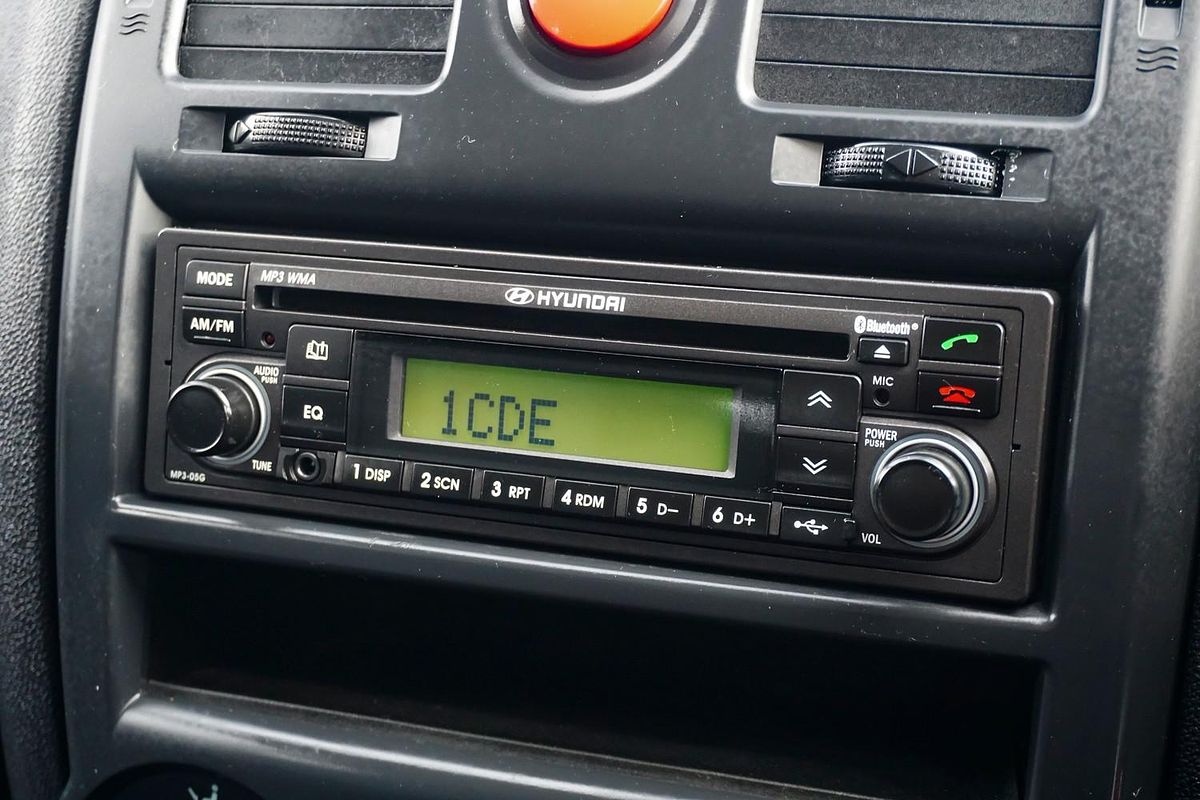 MODE
MP3 WMA
HYUNDAI
Bluetooth®
AM/FM
AUDIO
PUSH
EQ
1CDE
MIC
POWER
PUSH
TUNE
MP3-05G
1 DISP
2 SCN
3 RPT
4 RDM
5 D−
6 D+
VOL